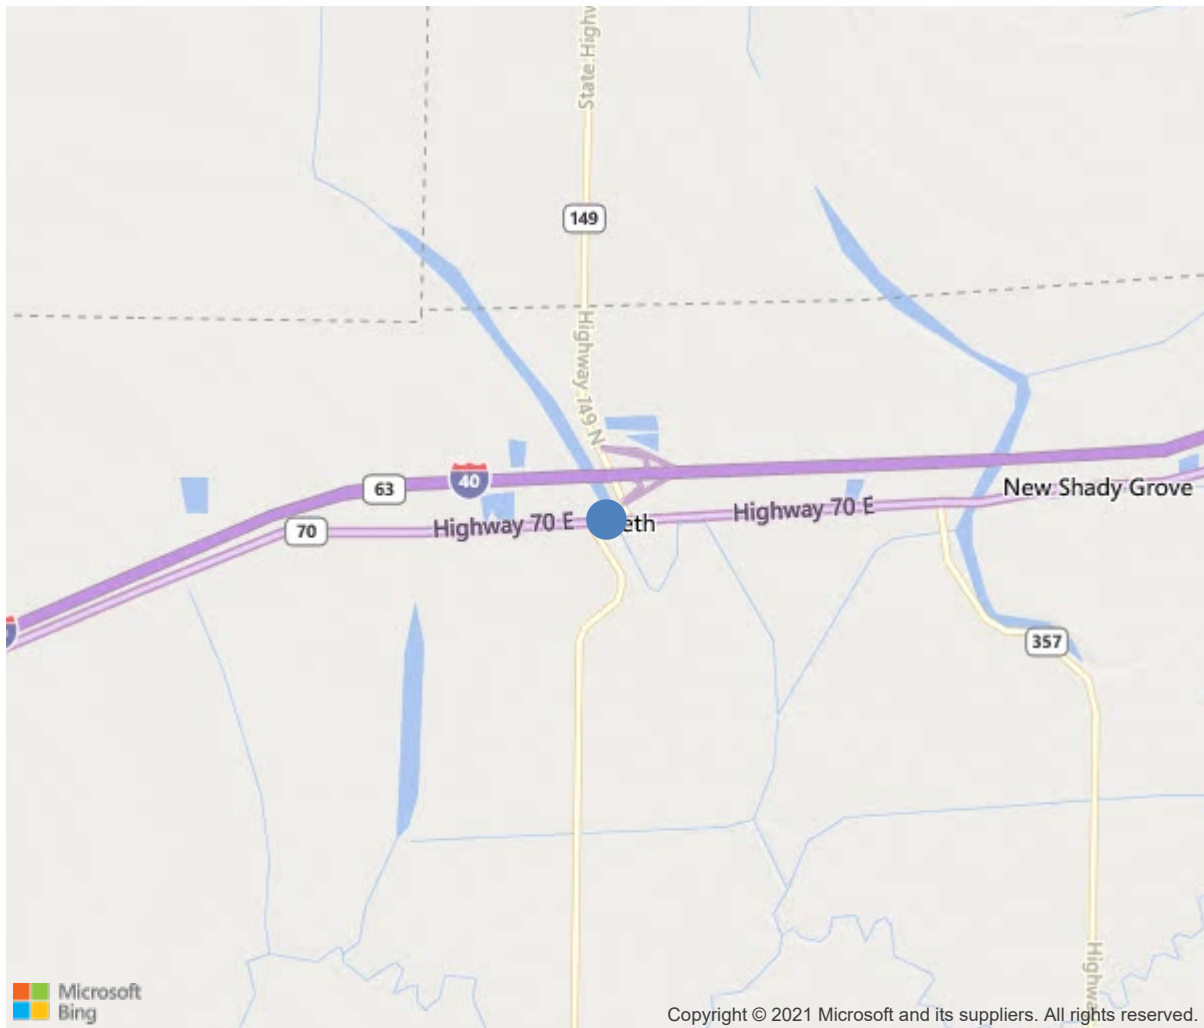 State Highw
149
Highway 149 N
63
40
70
Highway 70 E
eth
Highway 70 E
New Shady Grove
357
Highwa
Microsoft
Bing
Copyright © 2021 Microsoft and its suppliers. All rights reserved.